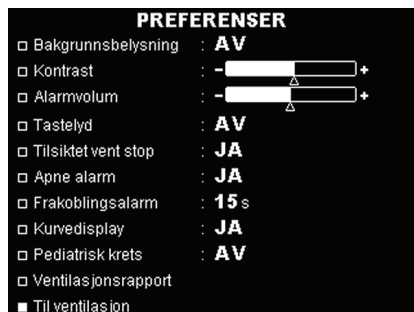 PREFERENSER
Bakgrunnsbelysning : AV
Kontrast : - +
Alarmvolum : - +
Tastelyd : AV
Tilsiktet vent stop : JA
Apne alarm : JA
Frakoblingsalarm : 15 s
Kurvedisplay : JA
Pediatrisk krets : AV
Ventilasjonsrapport
Til ventilasjon